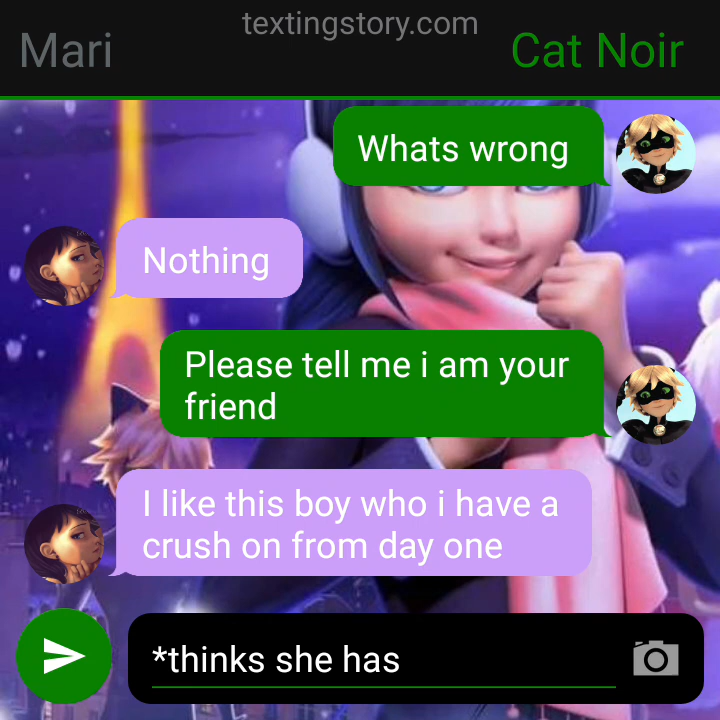 textingstory.com
Mari
Cat Noir
Whats wrong
Nothing
Please tell me i am your
friend
I like this boy who i have a
crush on from day one
*thinks she has